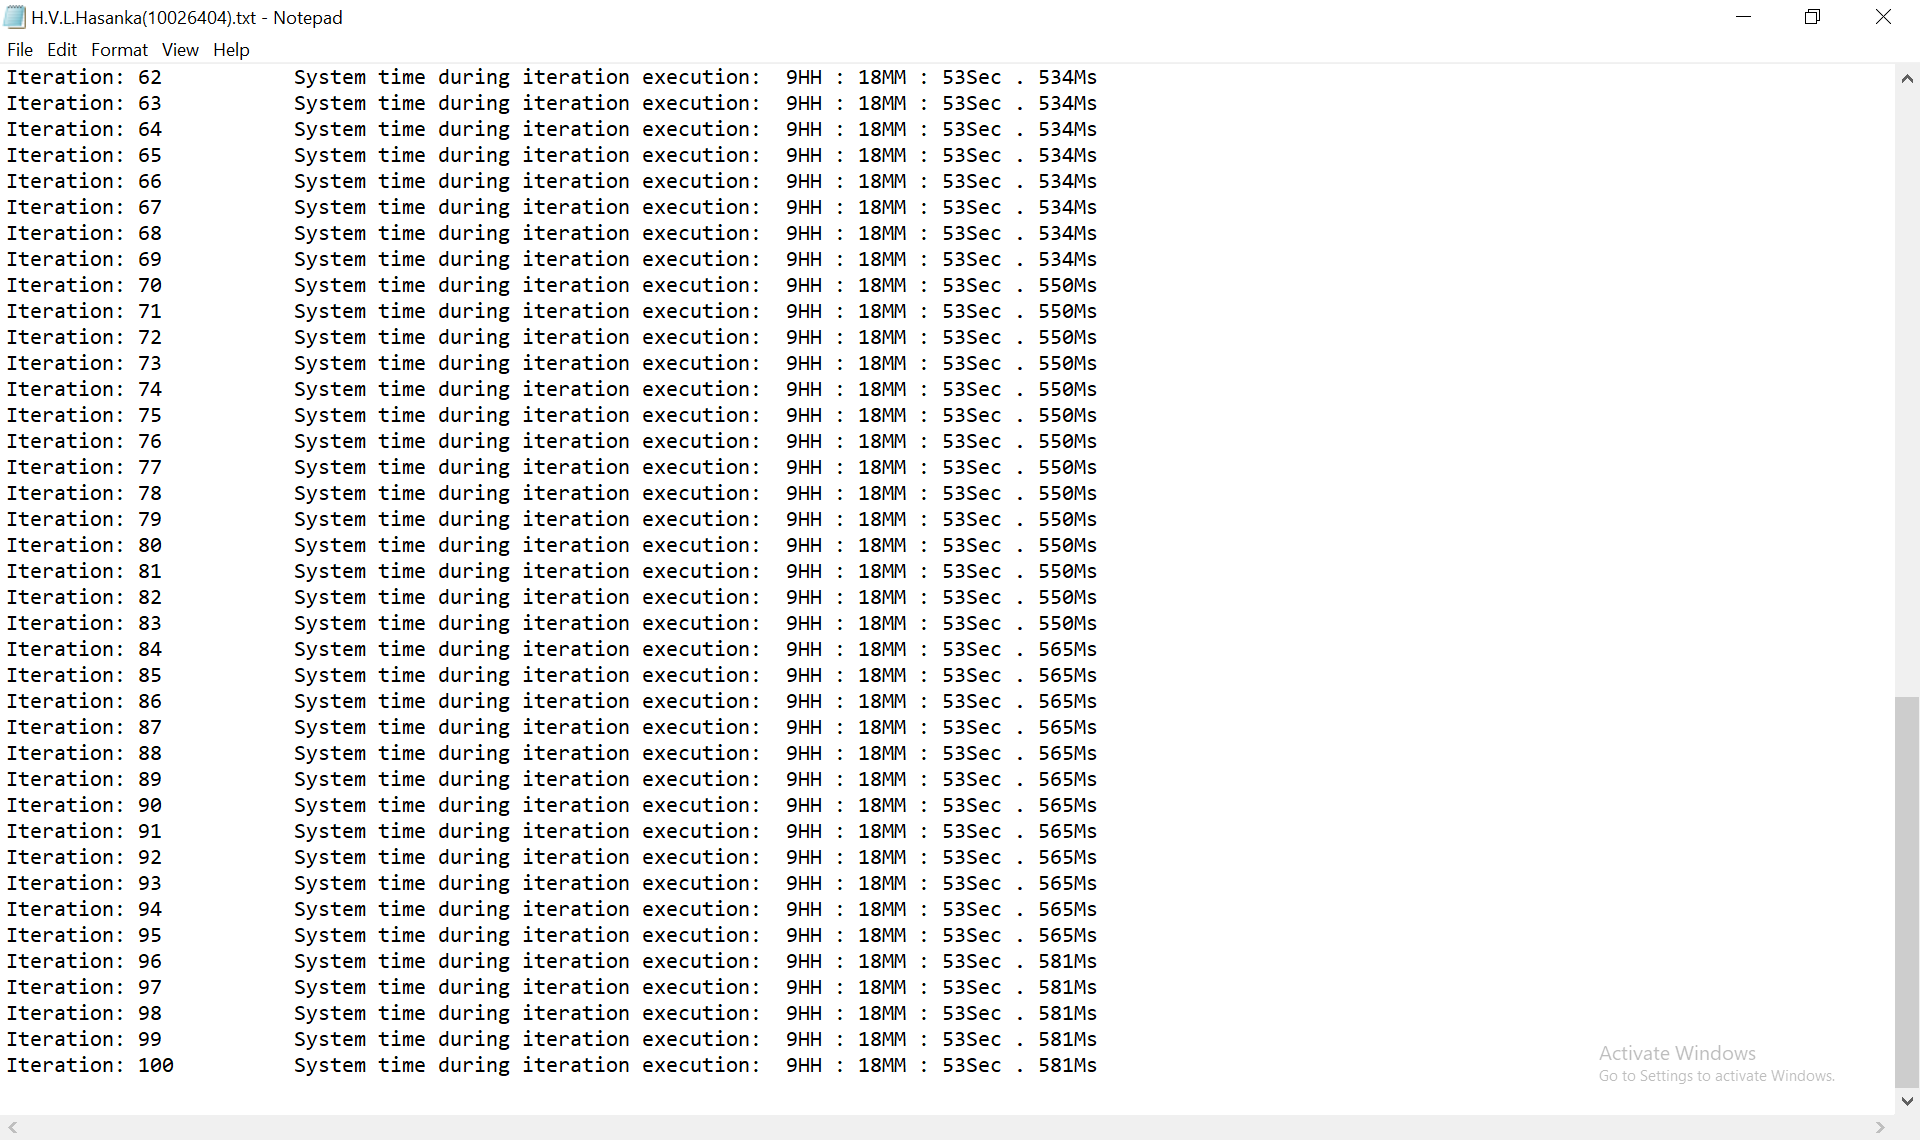 H.V.L.Hasanka(10026404).txt - Notepad
File Edit Format View Help
Iteration: 62 System time during iteration execution: 9HH : 18MM : 53Sec . 534Ms
Iteration: 63 System time during iteration execution: 9HH : 18MM : 53Sec . 534Ms
Iteration: 64 System time during iteration execution: 9HH : 18MM : 53Sec . 534Ms
Iteration: 65 System time during iteration execution: 9HH : 18MM : 53Sec . 534Ms
Iteration: 66 System time during iteration execution: 9HH : 18MM : 53Sec . 534Ms
Iteration: 67 System time during iteration execution: 9HH : 18MM : 53Sec . 534Ms
Iteration: 68 System time during iteration execution: 9HH : 18MM : 53Sec . 534Ms
Iteration: 69 System time during iteration execution: 9HH : 18MM : 53Sec . 534Ms
Iteration: 70 System time during iteration execution: 9HH : 18MM : 53Sec . 550Ms
Iteration: 71 System time during iteration execution: 9HH : 18MM : 53Sec . 550Ms
Iteration: 72 System time during iteration execution: 9HH : 18MM : 53Sec . 550Ms
Iteration: 73 System time during iteration execution: 9HH : 18MM : 53Sec . 550Ms
Iteration: 74 System time during iteration execution: 9HH : 18MM : 53Sec . 550Ms
Iteration: 75 System time during iteration execution: 9HH : 18MM : 53Sec . 550Ms
Iteration: 76 System time during iteration execution: 9HH : 18MM : 53Sec . 550Ms
Iteration: 77 System time during iteration execution: 9HH : 18MM : 53Sec . 550Ms
Iteration: 78 System time during iteration execution: 9HH : 18MM : 53Sec . 550Ms
Iteration: 79 System time during iteration execution: 9HH : 18MM : 53Sec . 550Ms
Iteration: 80 System time during iteration execution: 9HH : 18MM : 53Sec . 550Ms
Iteration: 81 System time during iteration execution: 9HH : 18MM : 53Sec . 550Ms
Iteration: 82 System time during iteration execution: 9HH : 18MM : 53Sec . 550Ms
Iteration: 83 System time during iteration execution: 9HH : 18MM : 53Sec . 550Ms
Iteration: 84 System time during iteration execution: 9HH : 18MM : 53Sec . 565Ms
Iteration: 85 System time during iteration execution: 9HH : 18MM : 53Sec . 565Ms
Iteration: 86 System time during iteration execution: 9HH : 18MM : 53Sec . 565Ms
Iteration: 87 System time during iteration execution: 9HH : 18MM : 53Sec . 565Ms
Iteration: 88 System time during iteration execution: 9HH : 18MM : 53Sec . 565Ms
Iteration: 89 System time during iteration execution: 9HH : 18MM : 53Sec . 565Ms
Iteration: 90 System time during iteration execution: 9HH : 18MM : 53Sec . 565Ms
Iteration: 91 System time during iteration execution: 9HH : 18MM : 53Sec . 565Ms
Iteration: 92 System time during iteration execution: 9HH : 18MM : 53Sec . 565Ms
Iteration: 93 System time during iteration execution: 9HH : 18MM : 53Sec . 565Ms
Iteration: 94 System time during iteration execution: 9HH : 18MM : 53Sec . 565Ms
Iteration: 95 System time during iteration execution: 9HH : 18MM : 53Sec . 565Ms
Iteration: 96 System time during iteration execution: 9HH : 18MM : 53Sec . 581Ms
Iteration: 97 System time during iteration execution: 9HH : 18MM : 53Sec . 581Ms
Iteration: 98 System time during iteration execution: 9HH : 18MM : 53Sec . 581Ms
Iteration: 99 System time during iteration execution: 9HH : 18MM : 53Sec . 581Ms
Iteration: 100 System time during iteration execution: 9HH : 18MM : 53Sec . 581Ms
Activate Windows
Go to Settings to activate Windows.